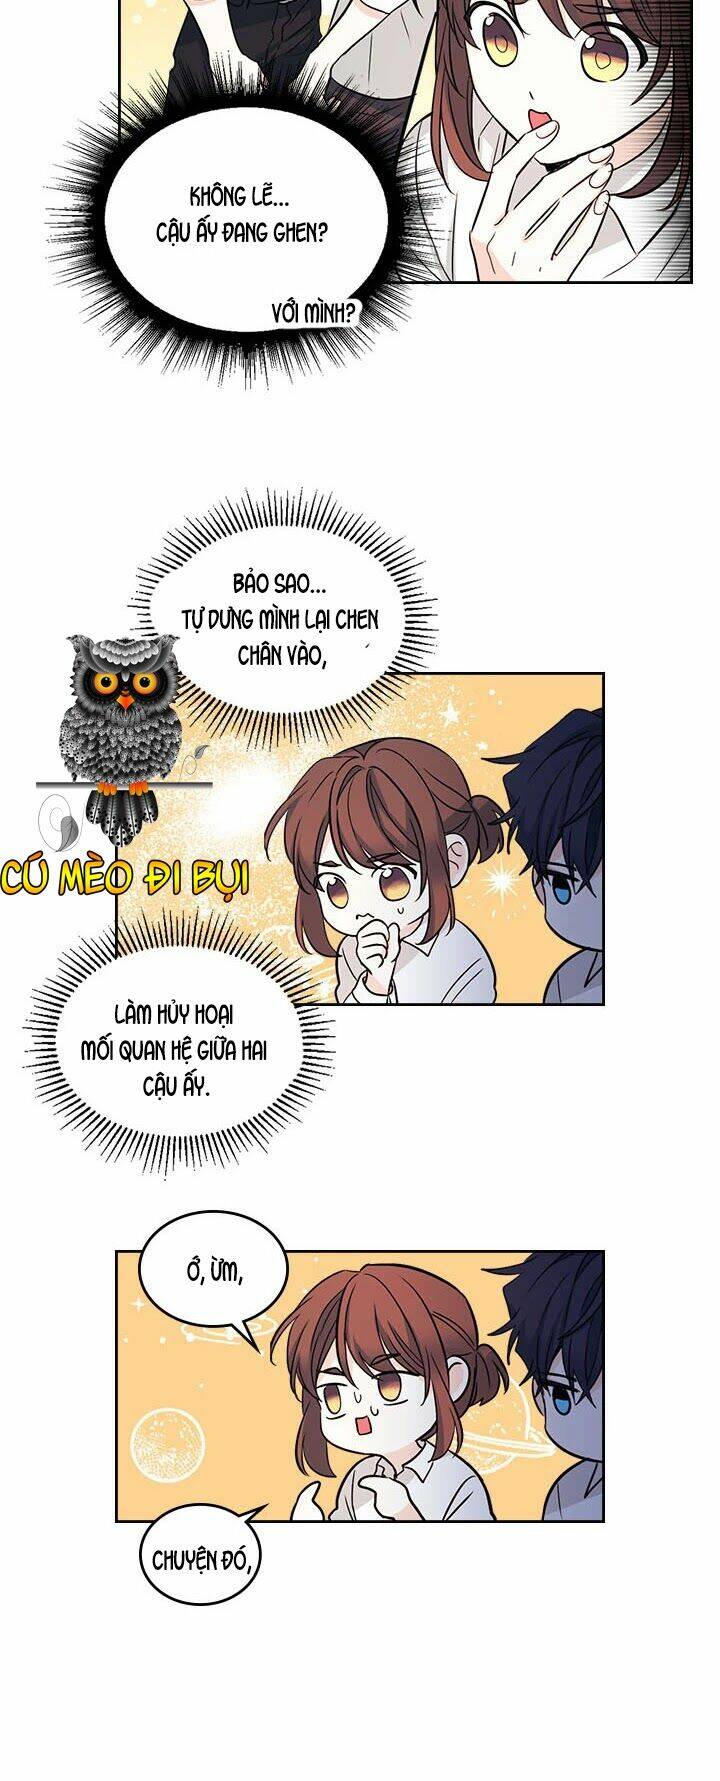 KHÔNG LẼ...
CẬU ẤY ĐANG GHEN?
VỚI MÌNH?
BẢO SAO...
TỰ DƯNG MÌNH LẠI CHEN
CHÂN VÀO,
CÚ MÈO ĐI BỤI
LÀM HỦY HOẠI
MỐI QUAN HỆ GIỮA HAI
CẬU ẤY.
Ớ, ỪM,
CHUYỆN ĐÓ,